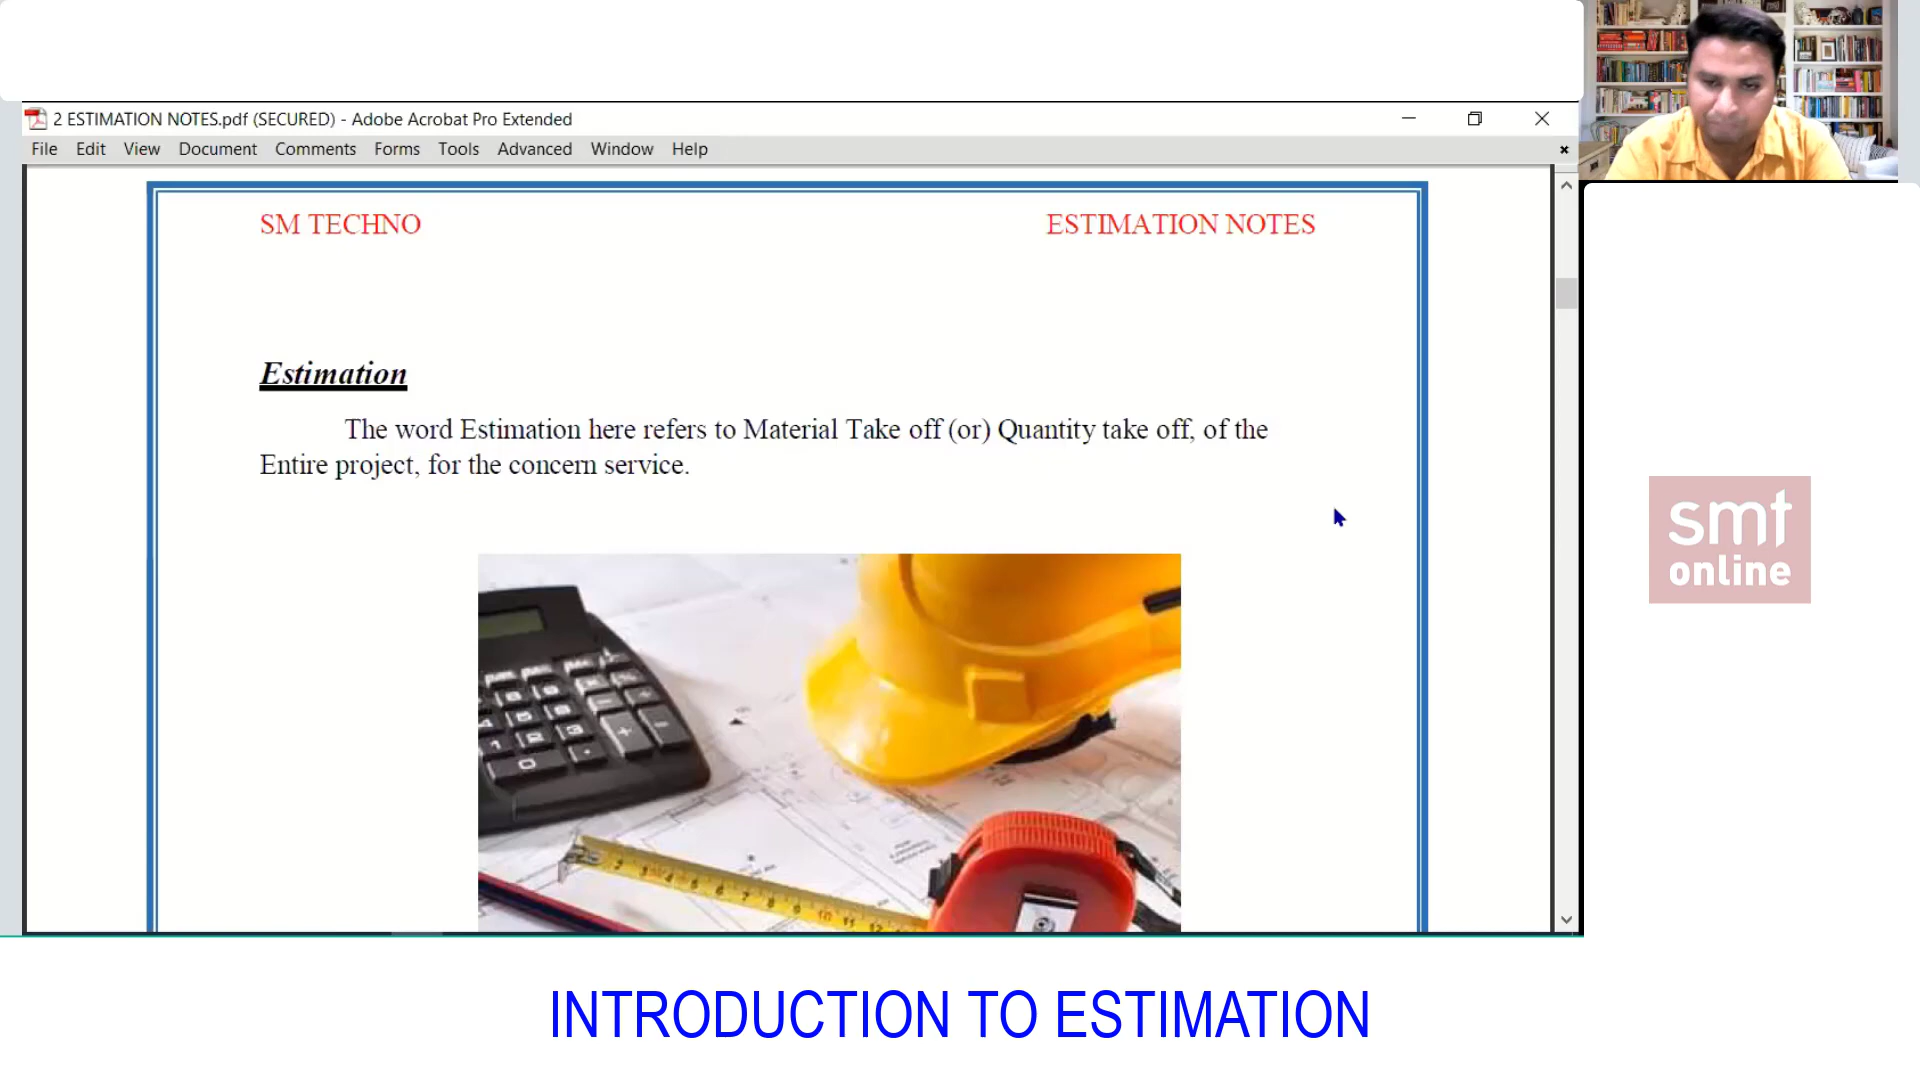 2 ESTIMATION NOTES.pdf (SECURED) - Adobe Acrobat Pro Extended
File Edit View Document Comments Forms Tools Advanced Window Help
SM TECHNO
ESTIMATION NOTES
Estimation
The word Estimation here refers to Material Take off (or) Quantity take off, of the
Entire project, for the concern service.
smt
online
INTRODUCTION TO ESTIMATION